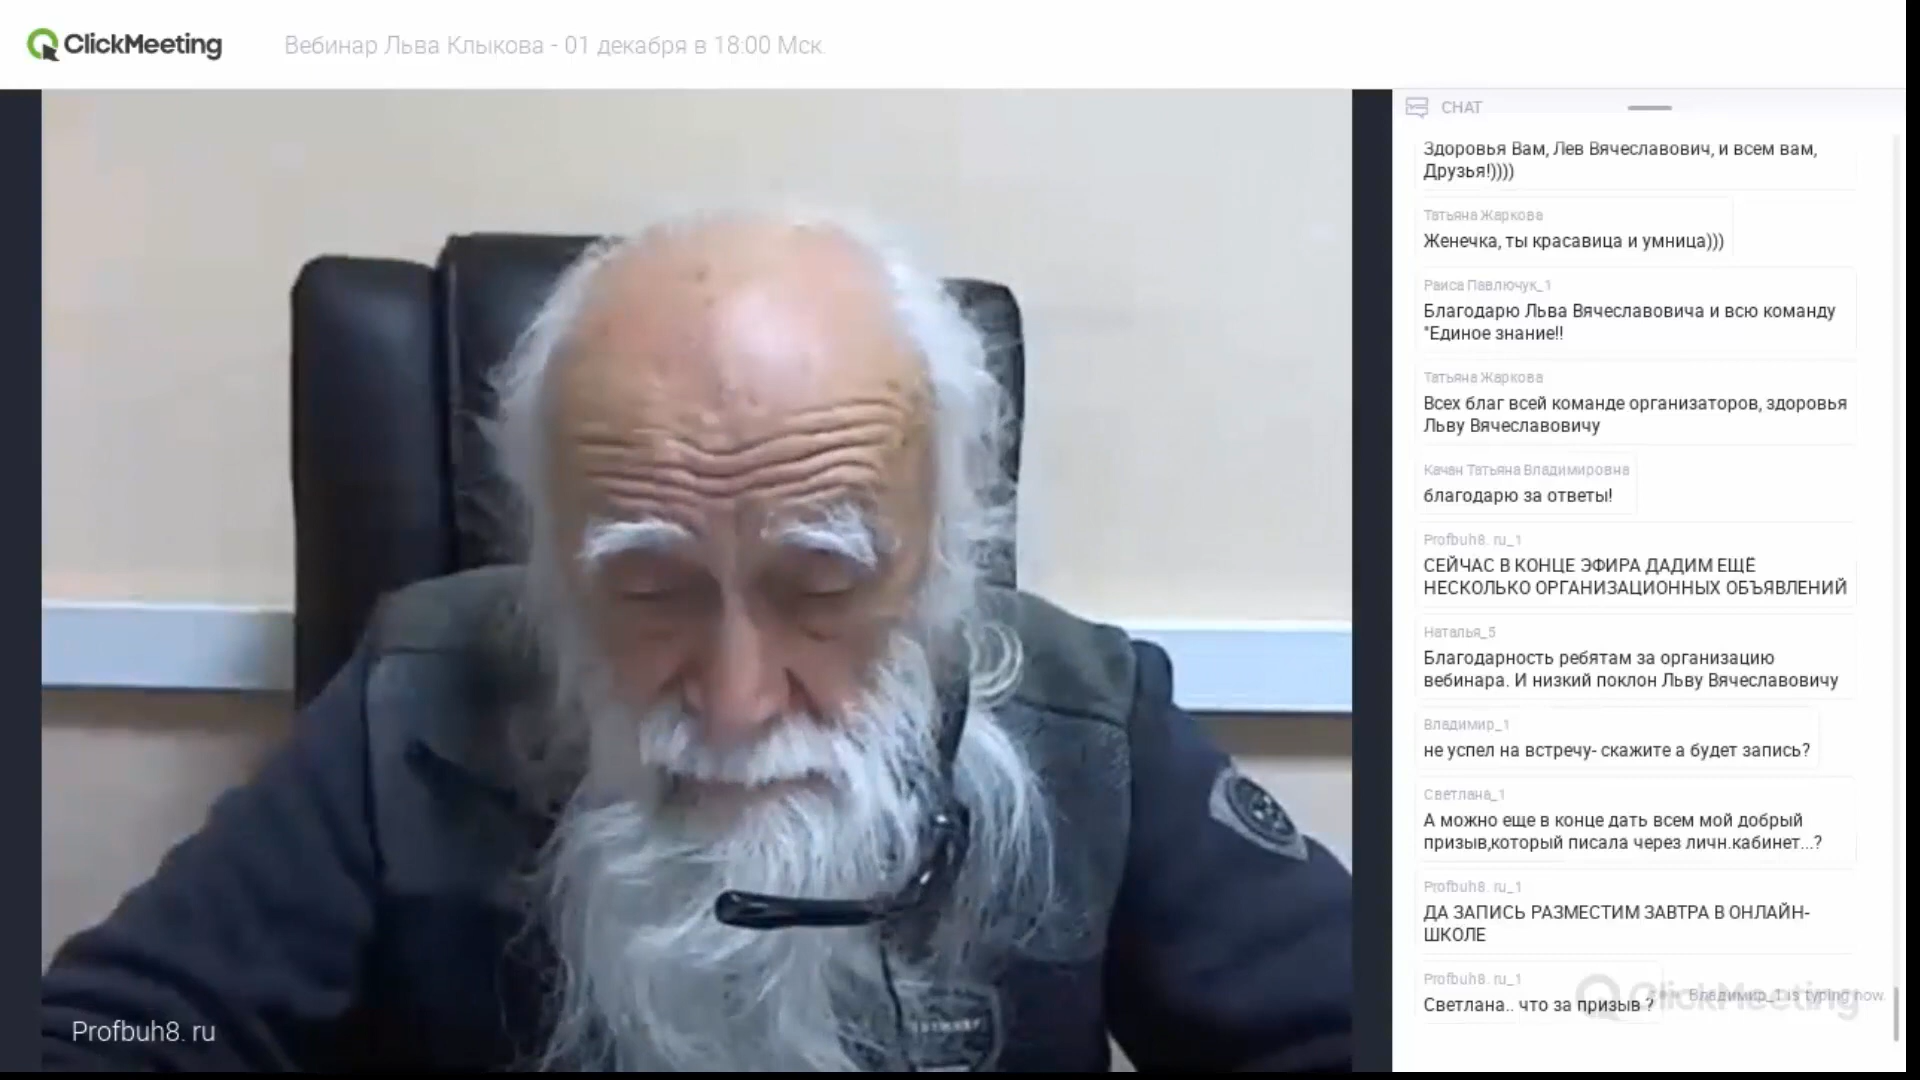 ClickMeeting
Вебинар Льва Клыкова - 01 декабря в 18:00 Мск.
CHAT
Здоровья Вам, Лев Вячеславович, и всем вам,
Друзья!))))
Татьяна Жаркова
Женечка, ты красавица и умница)))
Раиса Павлючук_1
Благодарю Льва Вячеславовича и всю команду
"Единое знание!!
Татьяна Жаркова
Всех благ всей команде организаторов, здоровья
Льву Вячеславовичу
Качан Татьяна Владимировна
благодарю за ответы!
Profbuh8. ru_1
СЕЙЧАС В КОНЦЕ ЭФИРА ДАДИМ ЕЩЁ
НЕСКОЛЬКО ОРГАНИЗАЦИОННЫХ ОБЪЯВЛЕНИЙ
Наталья_5
Благодарность ребятам за организацию
вебинара. И низкий поклон Льву Вячеславовичу
Владимир_1
не успел на встречу- скажите а будет запись?
Светлана_1
А можно еще в конце дать всем мой добрый
призыв,который писала через личн.кабинет...?
Profbuh8. ru_1
ДА ЗАПИСЬ РАЗМЕСТИМ ЗАВТРА В ОНЛАЙН-
ШКОЛЕ
Profbuh8. ru_1
Светлана.. что за призыв ?
Владимир_1 is typing now.
ClickMeeting
Profbuh8. ru